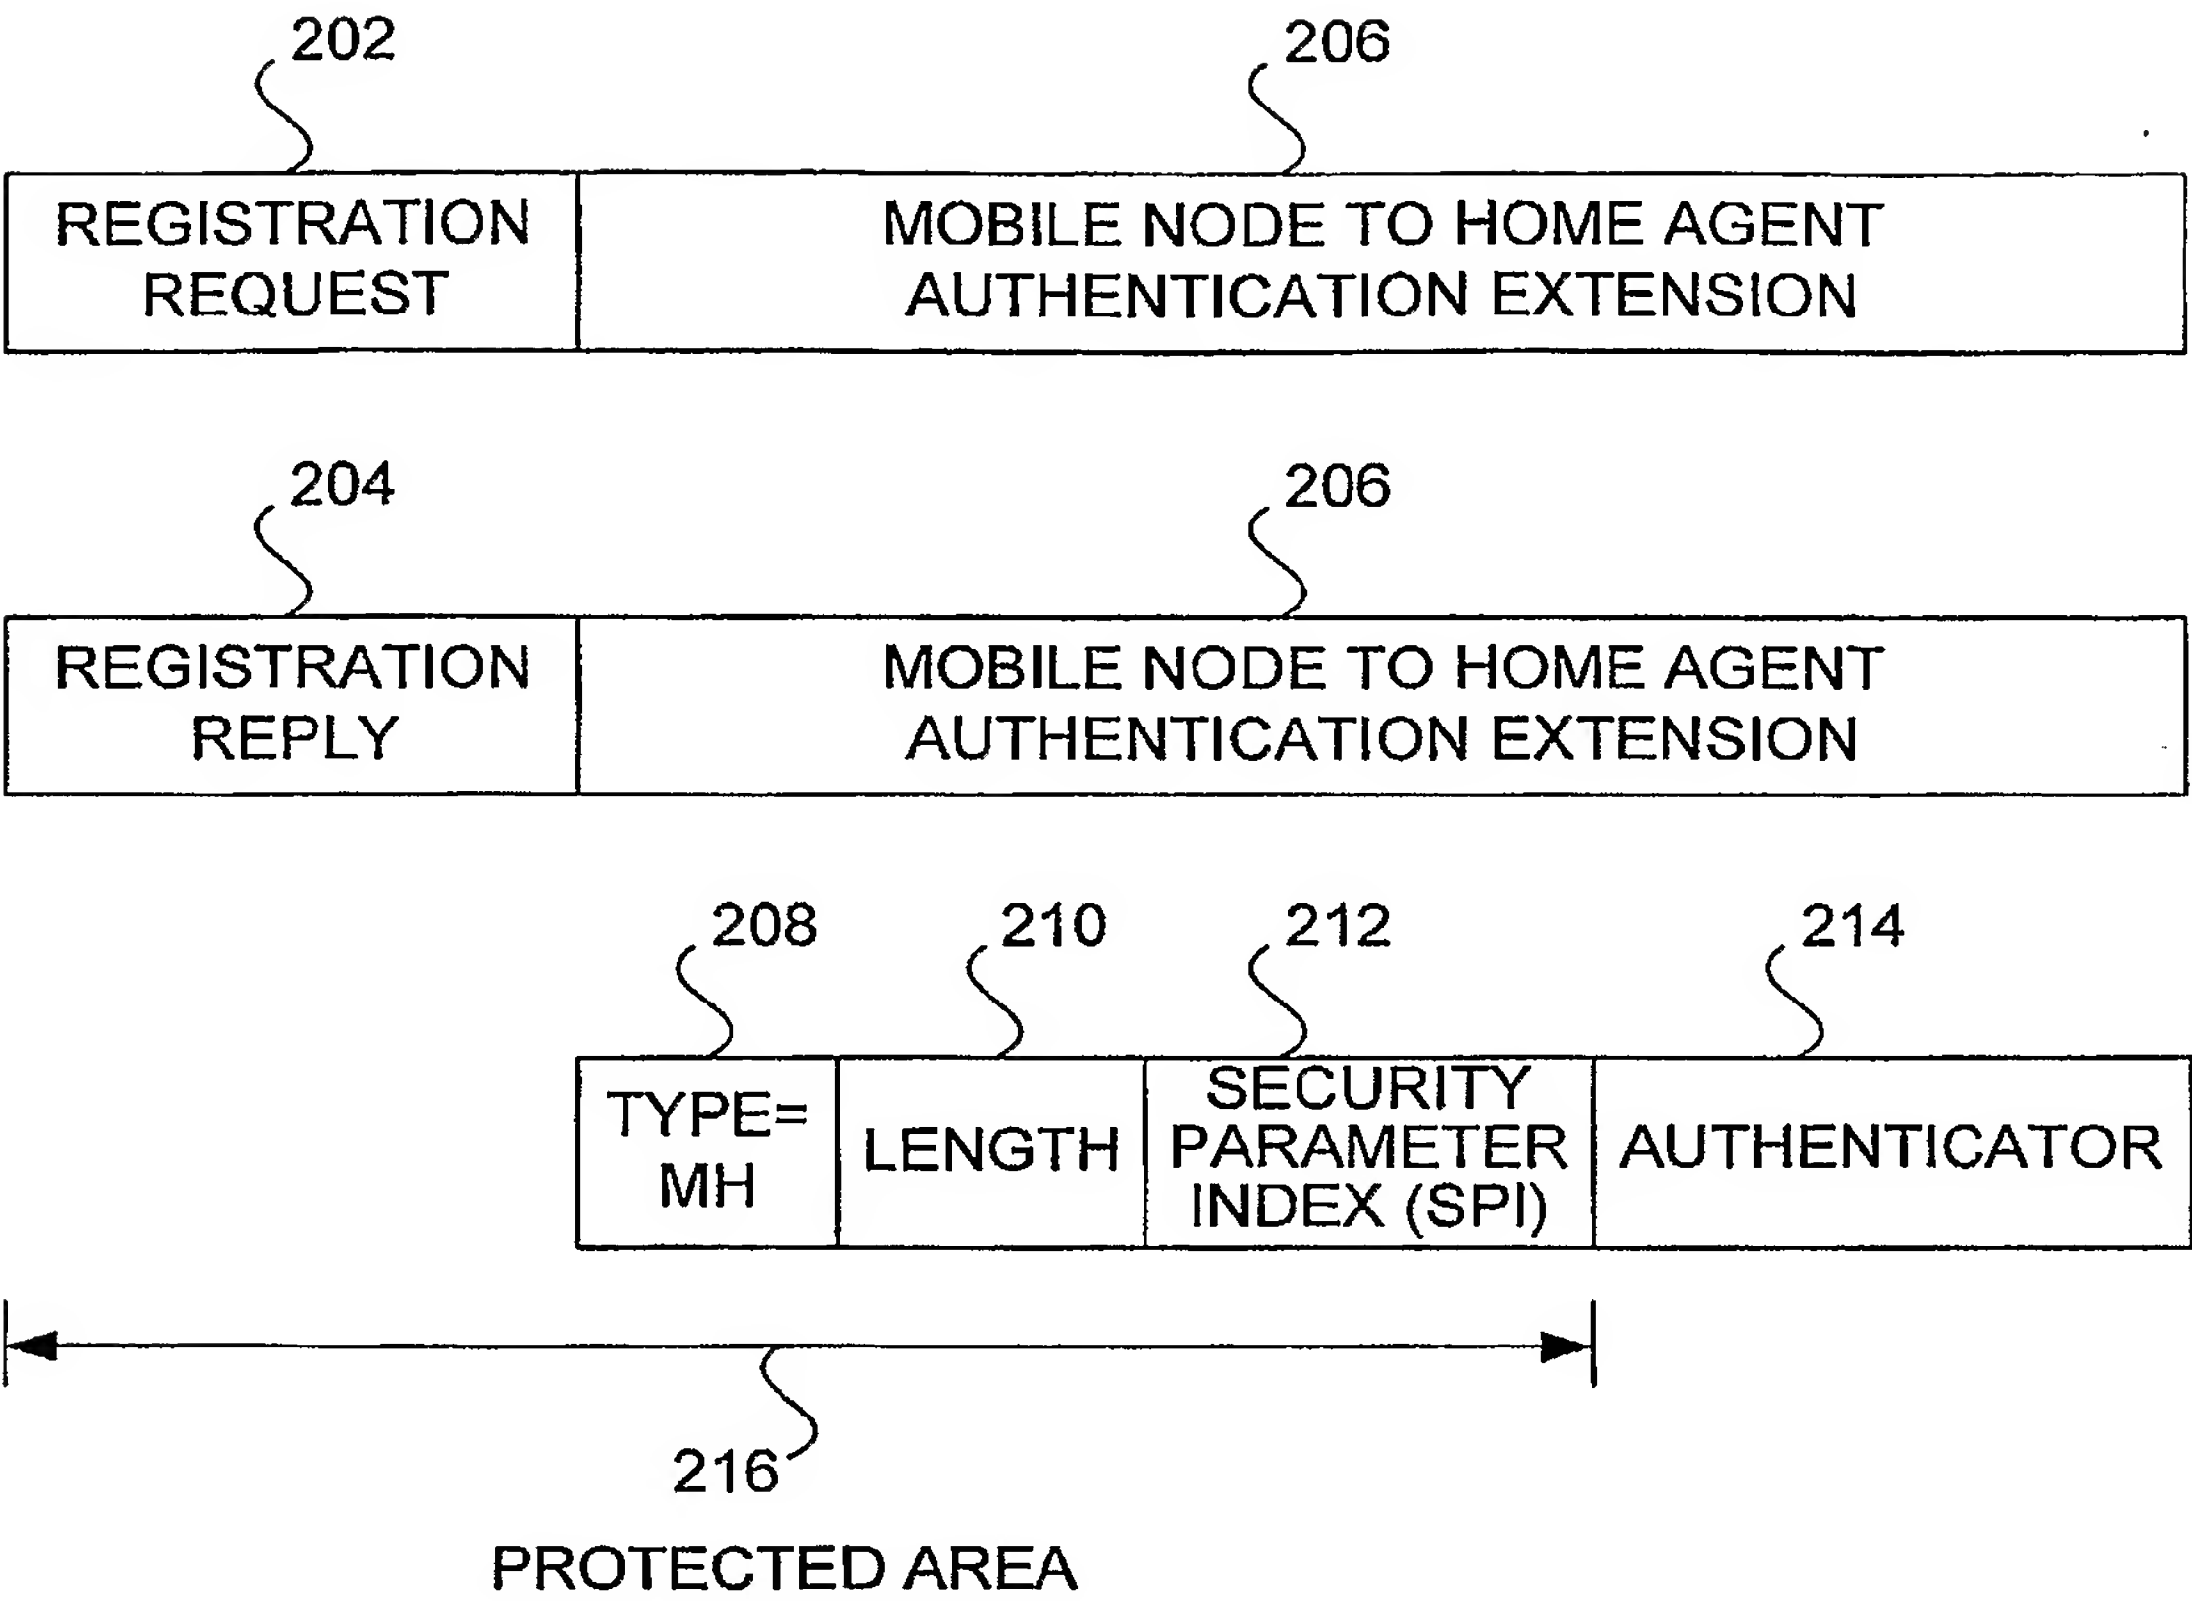 202
206
REGISTRATION
REQUEST
MOBILE NODE TO HOME AGENT
AUTHENTICATION EXTENSION
204
206
REGISTRATION
REPLY
MOBILE NODE TO HOME AGENT
AUTHENTICATION EXTENSION
208
210
212
214
TYPE=
MH
LENGTH
SECURITY
PARAMETER
INDEX (SPI)
AUTHENTICATOR
216
PROTECTED AREA